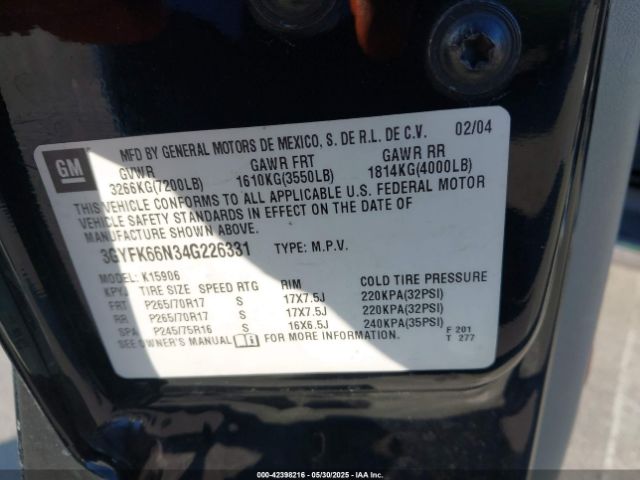 GM
MFD BY GENERAL MOTORS DE MEXICO, S. DE R.L. DE C.V. 02/04
GVWR GAWR FRT GAWR RR
3266KG(7200LB) 1610KG(3550LB) 1814KG(4000LB)
THIS VEHICLE CONFORMS TO ALL APPLICABLE U.S. FEDERAL MOTOR
VEHICLE SAFETY STANDARDS IN EFFECT ON THE DATE OF
MANUFACTURE SHOWN ABOVE.
3GYFK66N34G226331 TYPE: M.P.V.
MODEL: K15906
KPYJ TIRE SIZE SPEED RTG RIM COLD TIRE PRESSURE
FRT P265/70R17 S 17X7.5J 220KPA(32PSI)
RR P265/70R17 S 17X7.5J 220KPA(32PSI)
SPA P245/75R16 S 16X6.5J 240KPA(35PSI)
SEE OWNER'S MANUAL FOR MORE INFORMATION. F 201
T 277
000-42398216 - 05/30/2025 - IAA, Inc.